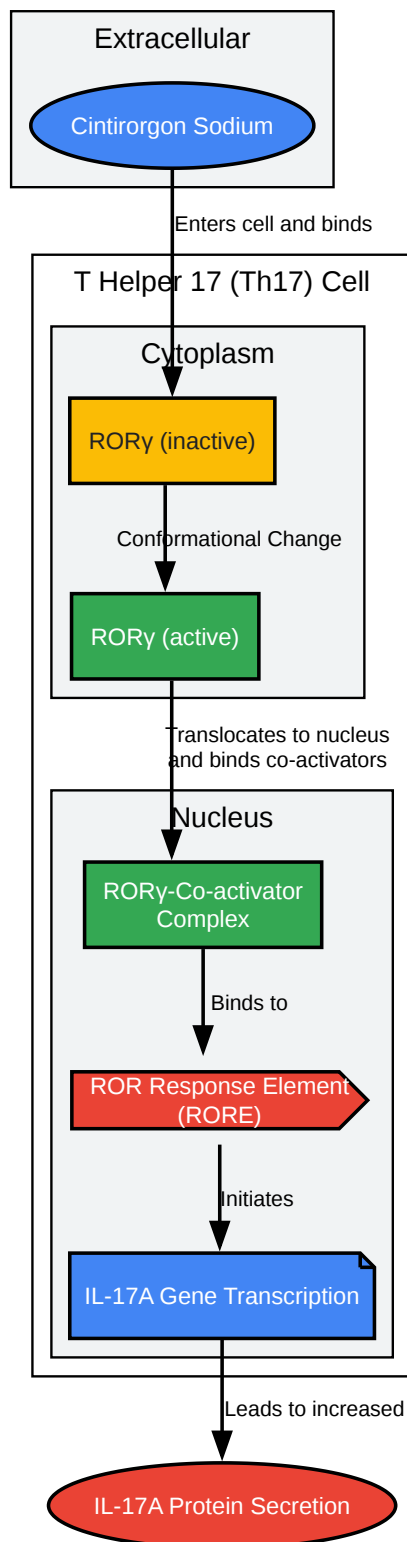 Extracellular
Cintirorgon Sodium
Enters cell and binds
T Helper 17 (Th17) Cell
Cytoplasm
RORγ (inactive)
Conformational Change
RORγ (active)
Translocates to nucleus
and binds co-activators
Nucleus
RORγ-Co-activator
Complex
Binds to
ROR Response Element
(RORE)
Initiates
IL-17A Gene Transcription
Leads to increased
IL-17A Protein Secretion